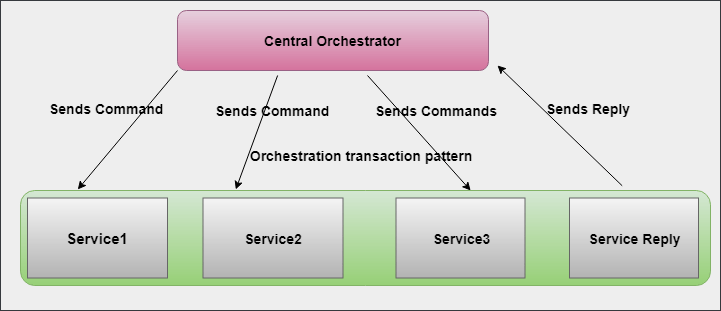 Central Orchestrator
Sends Command
Sends Command
Sends Commands
Sends Reply
Orchestration transaction pattern
Service1
Service2
Service3
Service Reply